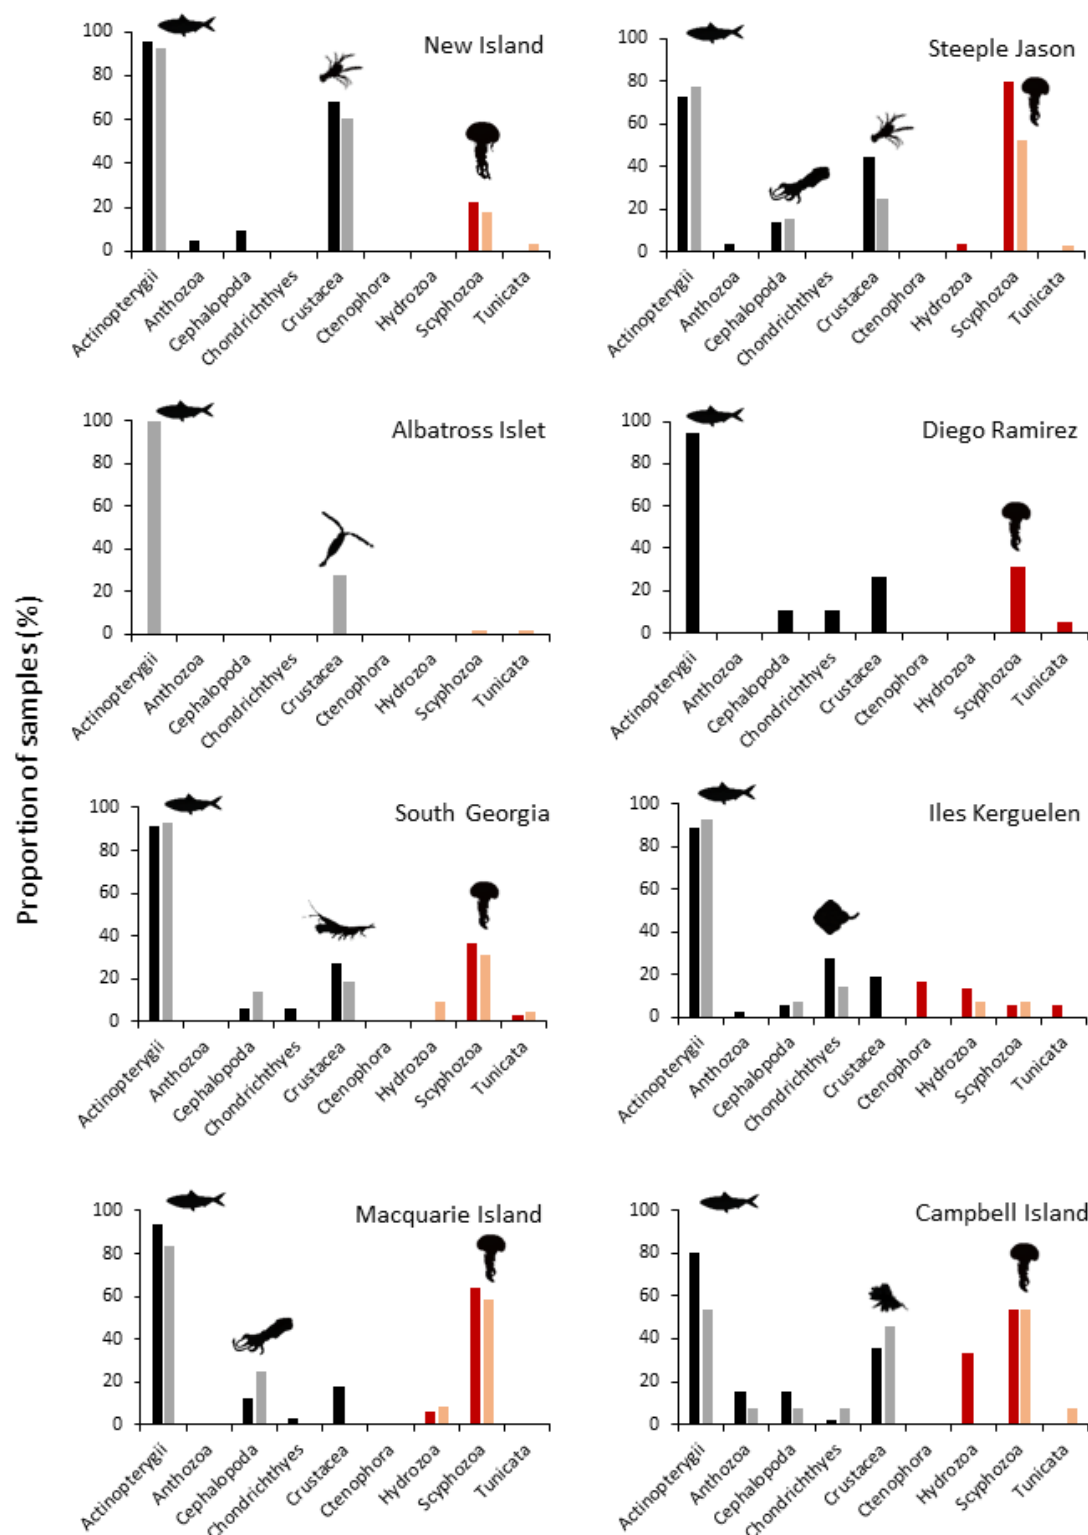 Proportion of samples (%)
New Island
100
80
60
40
20
0
Actinopterygii
Anthozoa
Cephalopoda
Chondrichthyes
Crustacea
Ctenophora
Hydrozoa
Scyphozoa
Tunicata
Steeple Jason
100
80
60
40
20
0
Actinopterygii
Anthozoa
Cephalopoda
Chondrichthyes
Crustacea
Ctenophora
Hydrozoa
Scyphozoa
Tunicata
Albatross Islet
100
80
60
40
20
0
Actinopterygii
Anthozoa
Cephalopoda
Chondrichthyes
Crustacea
Ctenophora
Hydrozoa
Scyphozoa
Tunicata
Diego Ramirez
100
80
60
40
20
0
Actinopterygii
Anthozoa
Cephalopoda
Chondrichthyes
Crustacea
Ctenophora
Hydrozoa
Scyphozoa
Tunicata
South Georgia
100
80
60
40
20
0
Actinopterygii
Anthozoa
Cephalopoda
Chondrichthyes
Crustacea
Ctenophora
Hydrozoa
Scyphozoa
Tunicata
Iles Kerguelen
100
80
60
40
20
0
Actinopterygii
Anthozoa
Cephalopoda
Chondrichthyes
Crustacea
Ctenophora
Hydrozoa
Scyphozoa
Tunicata
Macquarie Island
100
80
60
40
20
0
Actinopterygii
Anthozoa
Cephalopoda
Chondrichthyes
Crustacea
Ctenophora
Hydrozoa
Scyphozoa
Tunicata
Campbell Island
100
80
60
40
20
0
Actinopterygii
Anthozoa
Cephalopoda
Chondrichthyes
Crustacea
Ctenophora
Hydrozoa
Scyphozoa
Tunicata